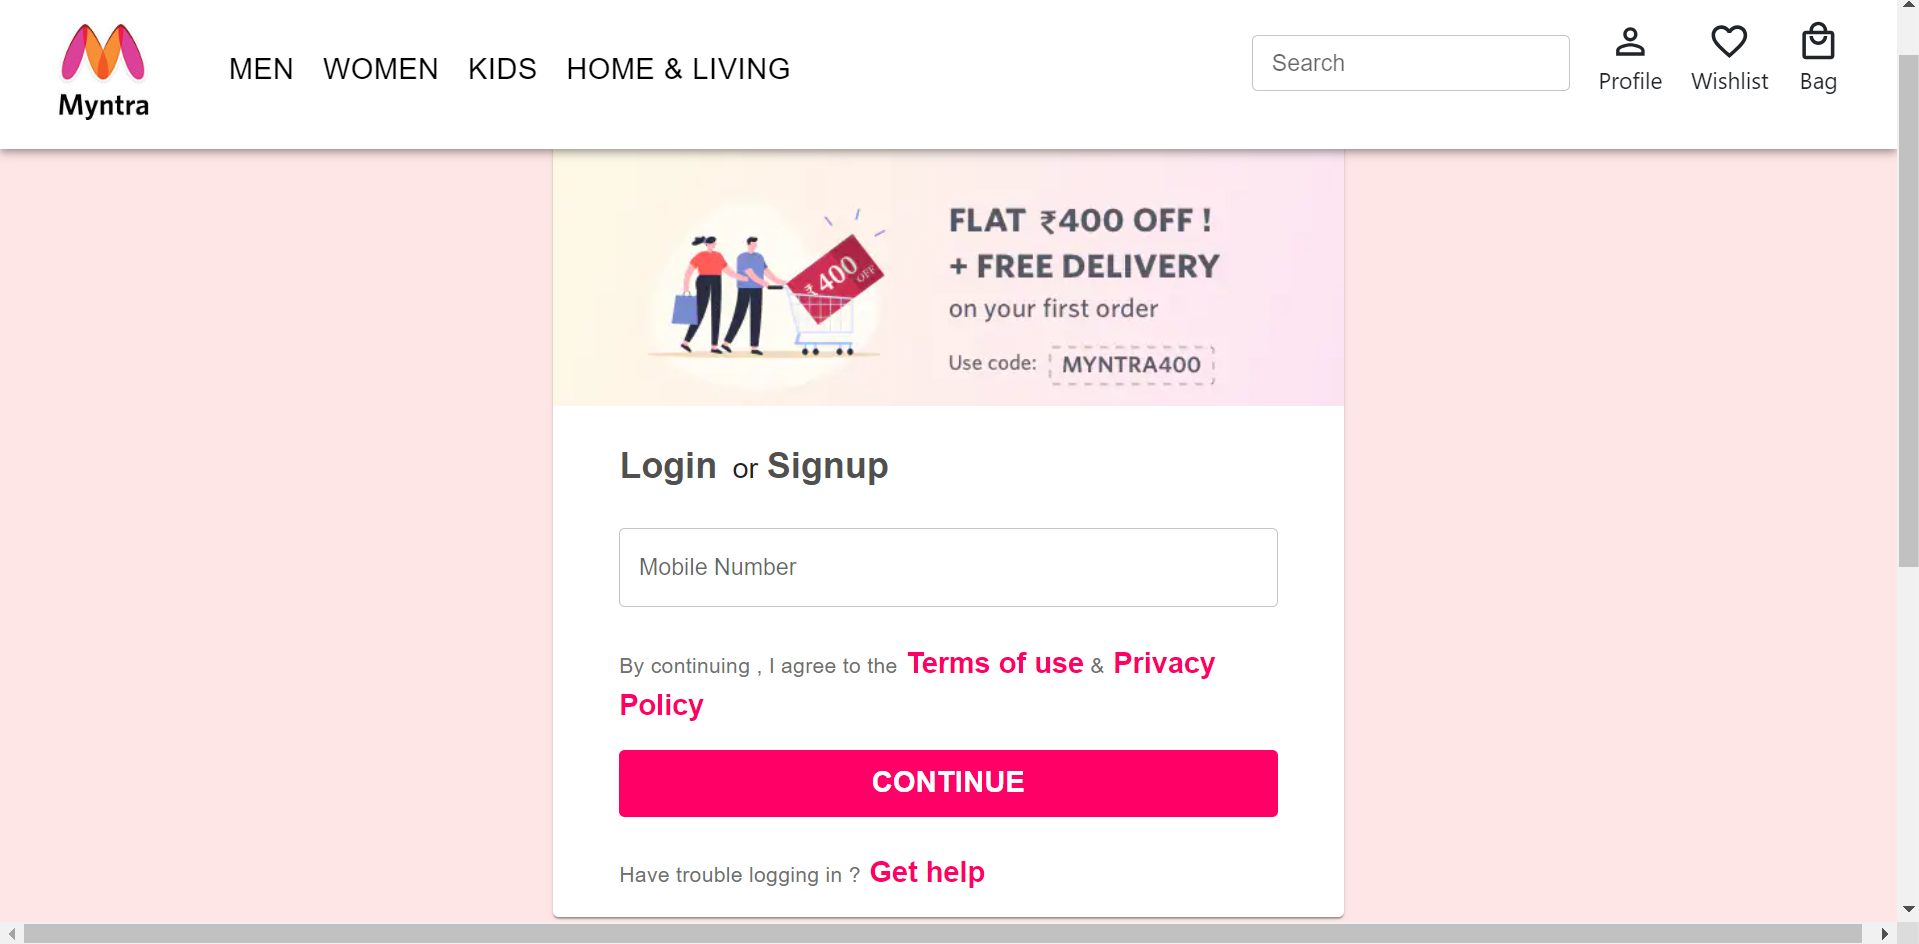 Myntra
MEN WOMEN KIDS HOME & LIVING
Search
Profile Wishlist Bag
₹400 OFF
FLAT ₹400 OFF !
+ FREE DELIVERY
on your first order
Use code: MYNTRA400
Login or Signup
Mobile Number
By continuing , I agree to the Terms of use & Privacy
Policy
CONTINUE
Have trouble logging in ? Get help